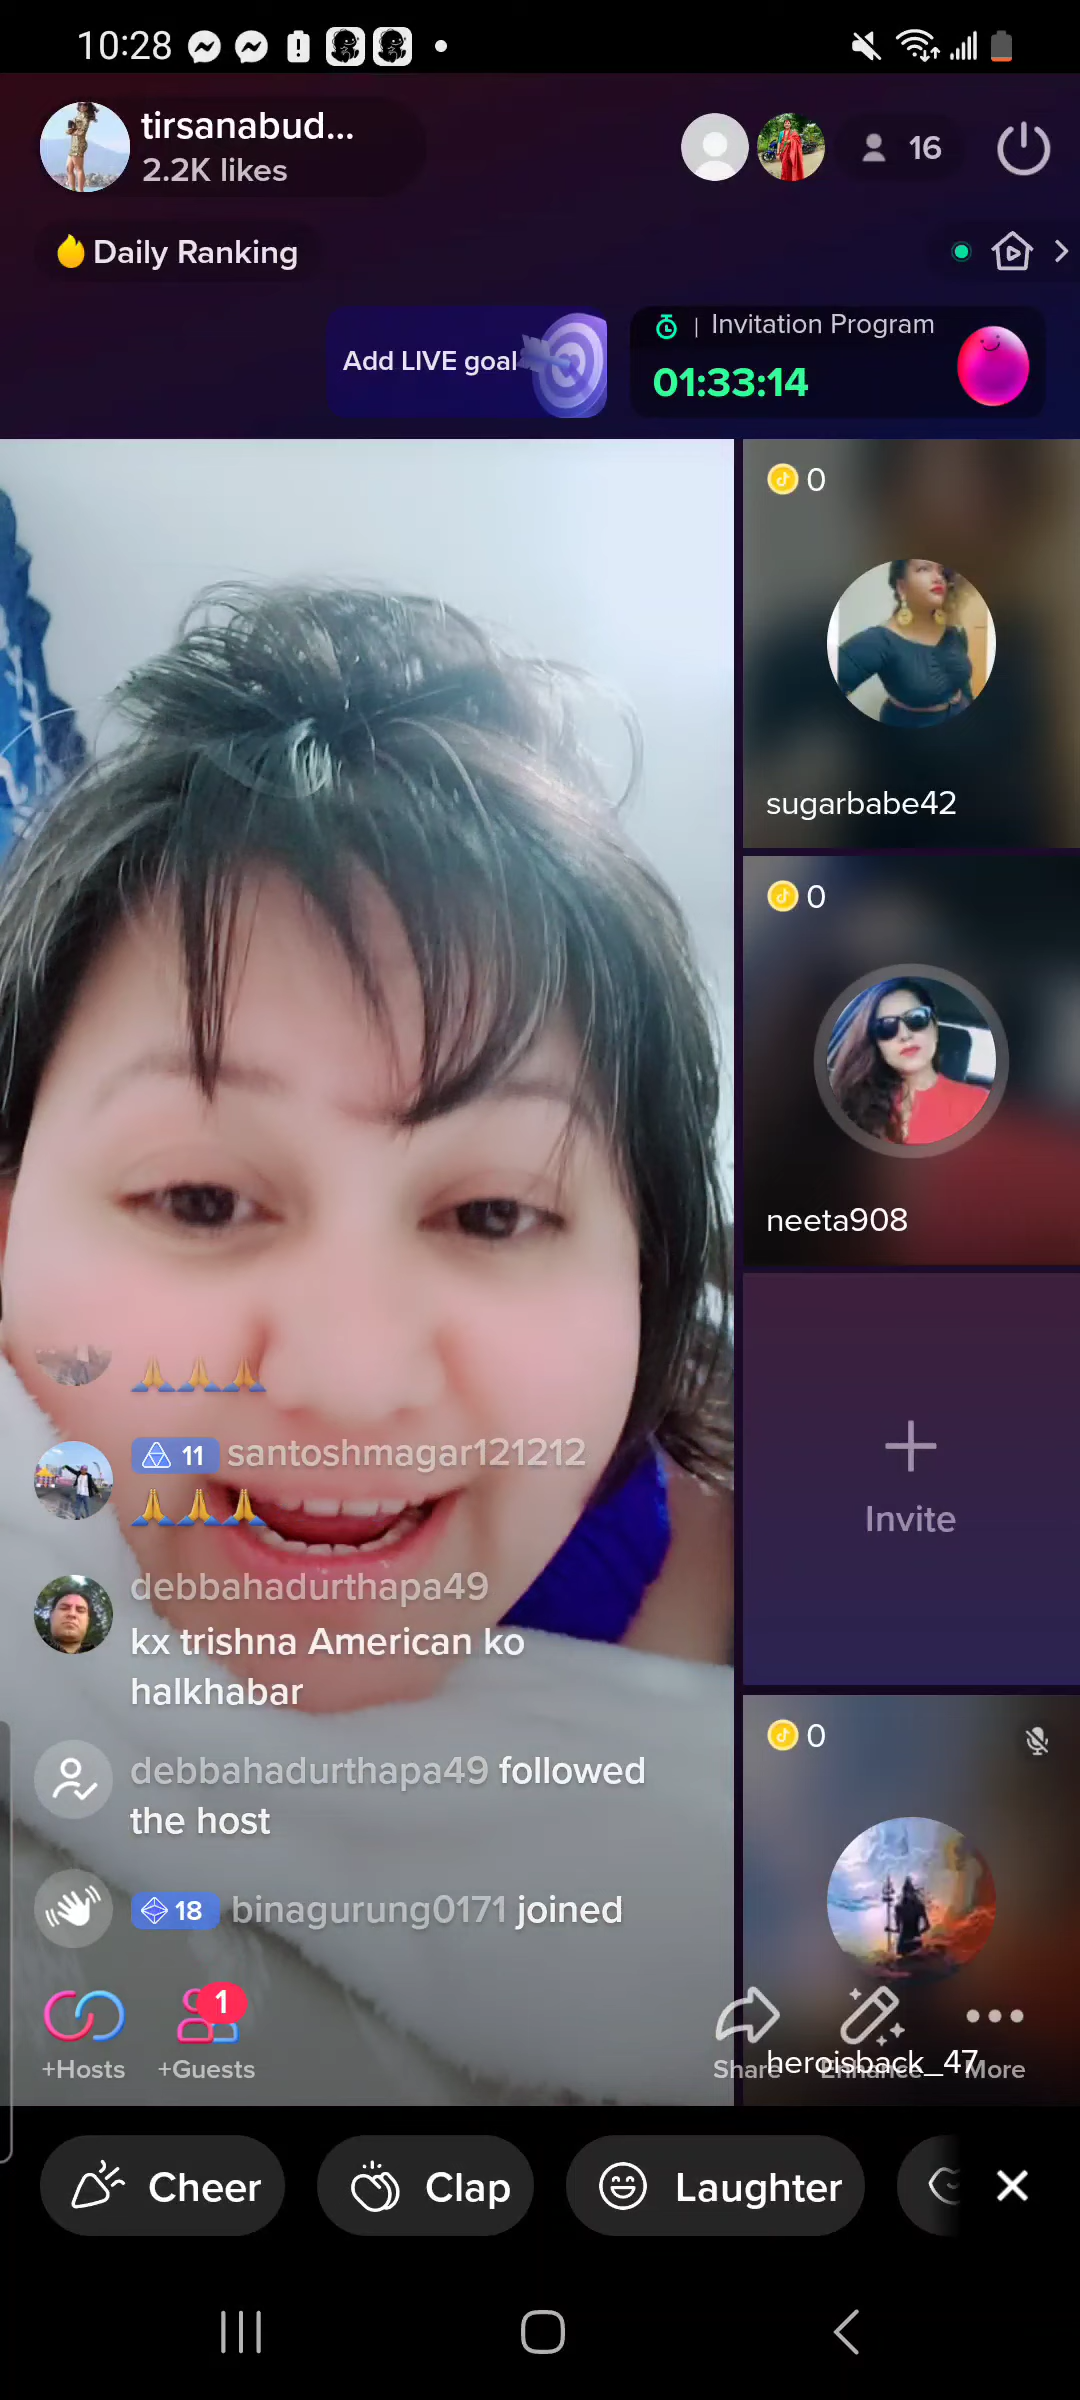 10:28
tirsanabud...
2.2K likes
16
Daily Ranking
Add LIVE goal
| Invitation Program
01:33:14
0
sugarbabe42
0
neeta908
Invite
🙏🙏🙏
11 santoshmagar121212
🙏🙏🙏
debbahadurthapa49
kx trishna American ko
halkhabar
debbahadurthapa49 followed
the host
18 binagurung0171 joined
0
heroisback_47
1
+Hosts
+Guests
Share
Enhance
More
Cheer
Clap
Laughter